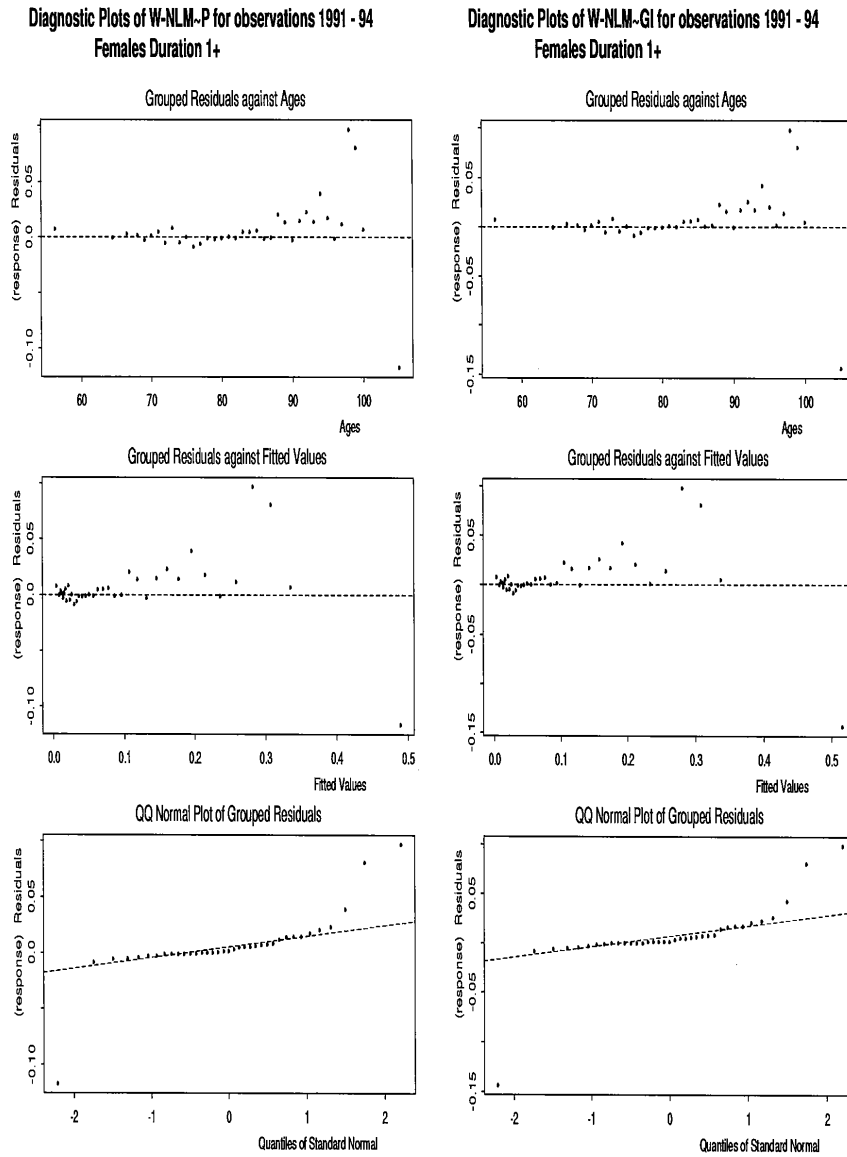 Diagnostic Plots of W-NLM~P for observations 1991 - 94
Females Duration 1+
Grouped Residuals against Ages
(response) Residuals
0.05
0.0
-0.10
60
70
80
90
100
Ages
Grouped Residuals against Fitted Values
(response) Residuals
0.05
0.0
-0.10
0.0
0.1
0.2
0.3
0.4
0.5
Fitted Values
QQ Normal Plot of Grouped Residuals
(response) Residuals
0.05
0.0
-0.10
-2
-1
0
1
2
Quantiles of Standard Normal
Diagnostic Plots of W-NLM~GI for observations 1991 - 94
Females Duration 1+
Grouped Residuals against Ages
(response) Residuals
0.05
-0.05
-0.15
60
70
80
90
100
Ages
Grouped Residuals against Fitted Values
(response) Residuals
0.05
-0.05
-0.15
0.0
0.1
0.2
0.3
0.4
0.5
Fitted Values
QQ Normal Plot of Grouped Residuals
(response) Residuals
0.05
-0.05
-0.15
-2
-1
0
1
2
Quantiles of Standard Normal